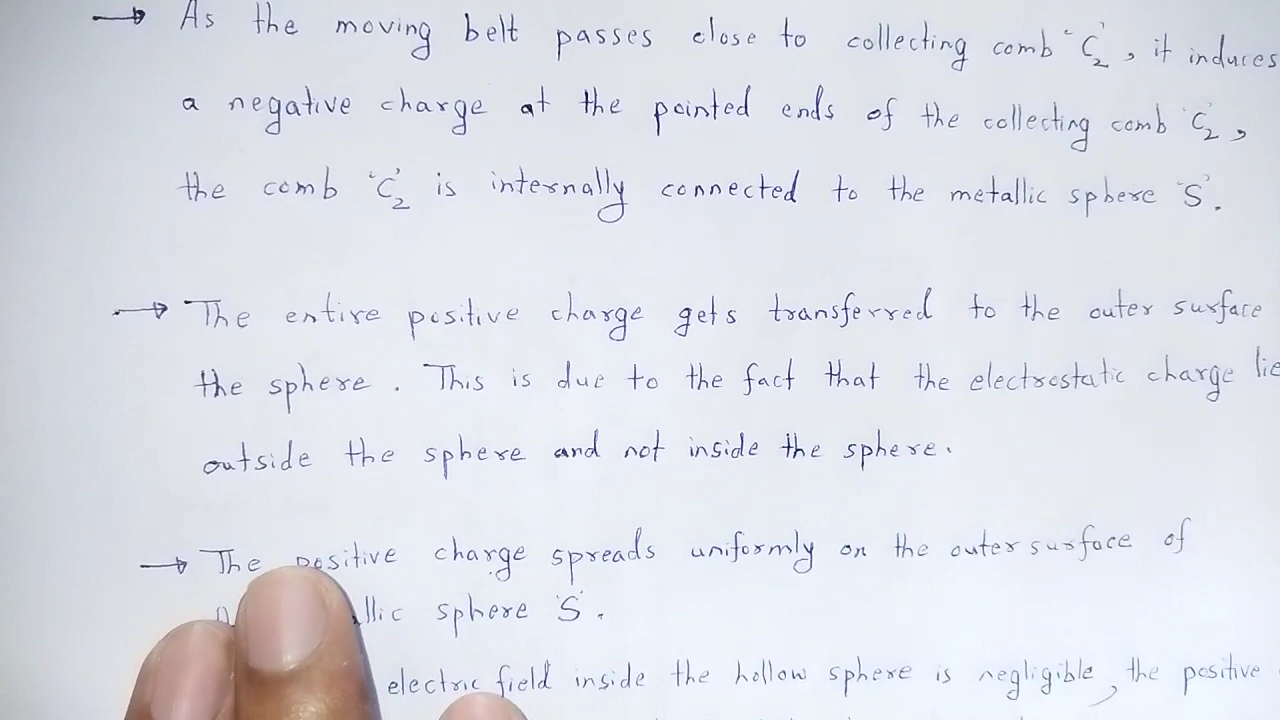 → As the moving belt passes close to collecting comb "C₂', it induces
a negative charge at the pointed ends of the collecting comb 'C₂',
the comb 'C₂' is internally connected to the metallic sphere 'S'.
→ The entire positive charge gets transferred to the outer surface
the sphere. This is due to the fact that the electrostatic charge lie
outside the sphere and not inside the sphere.
→ The positive charge spreads uniformly on the outer surface of
allic sphere 'S'.
electric field inside the hollow sphere is negligible, the positive